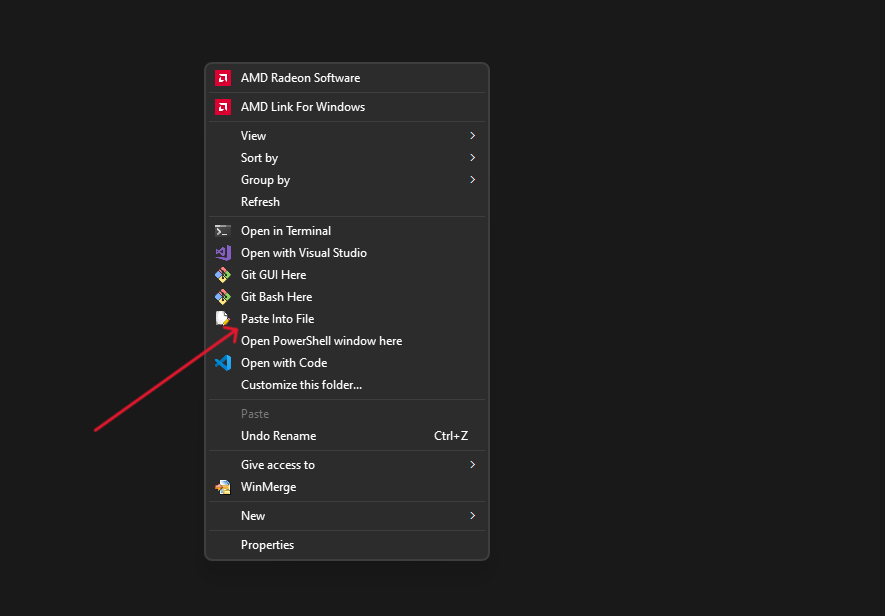 AMD Radeon Software
AMD Link For Windows
View
Sort by
Group by
Refresh
Open in Terminal
Open with Visual Studio
Git GUI Here
Git Bash Here
Paste Into File
Open PowerShell window here
Open with Code
Customize this folder...
Paste
Undo Rename Ctrl+Z
Give access to
WinMerge
New
Properties